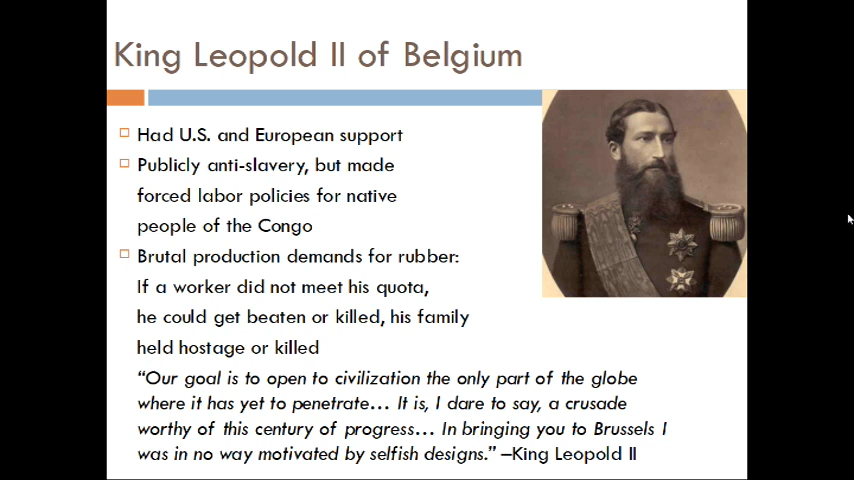 King Leopold II of Belgium
Had U.S. and European support
Publicly anti-slavery, but made
forced labor policies for native
people of the Congo
Brutal production demands for rubber:
If a worker did not meet his quota,
he could get beaten or killed, his family
held hostage or killed
“Our goal is to open to civilization the only part of the globe
where it has yet to penetrate… It is, I dare to say, a crusade
worthy of this century of progress… In bringing you to Brussels I
was in no way motivated by selfish designs.” –King Leopold II